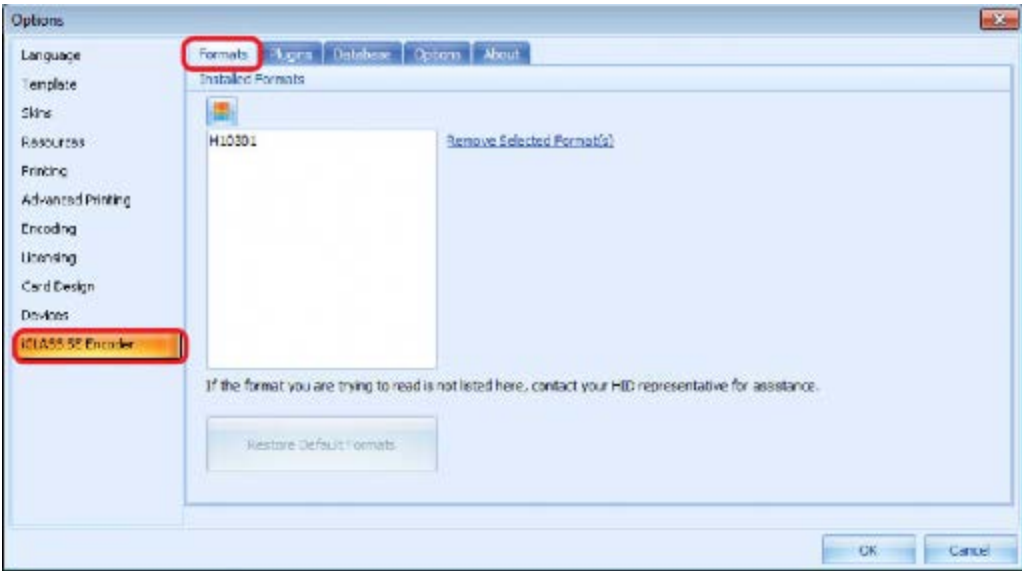 Options
Language
Template
Skins
Resources
Printing
Advanced Printing
Encoding
Licensing
Card Design
Devices
iCLASS SE Encoder
Formats Plugins Database Options About
Installed Formats
H10301
Remove Selected Format(s)
If the format you are trying to read is not listed here, contact your HID representative for assistance.
Restore Default Formats
OK Cancel